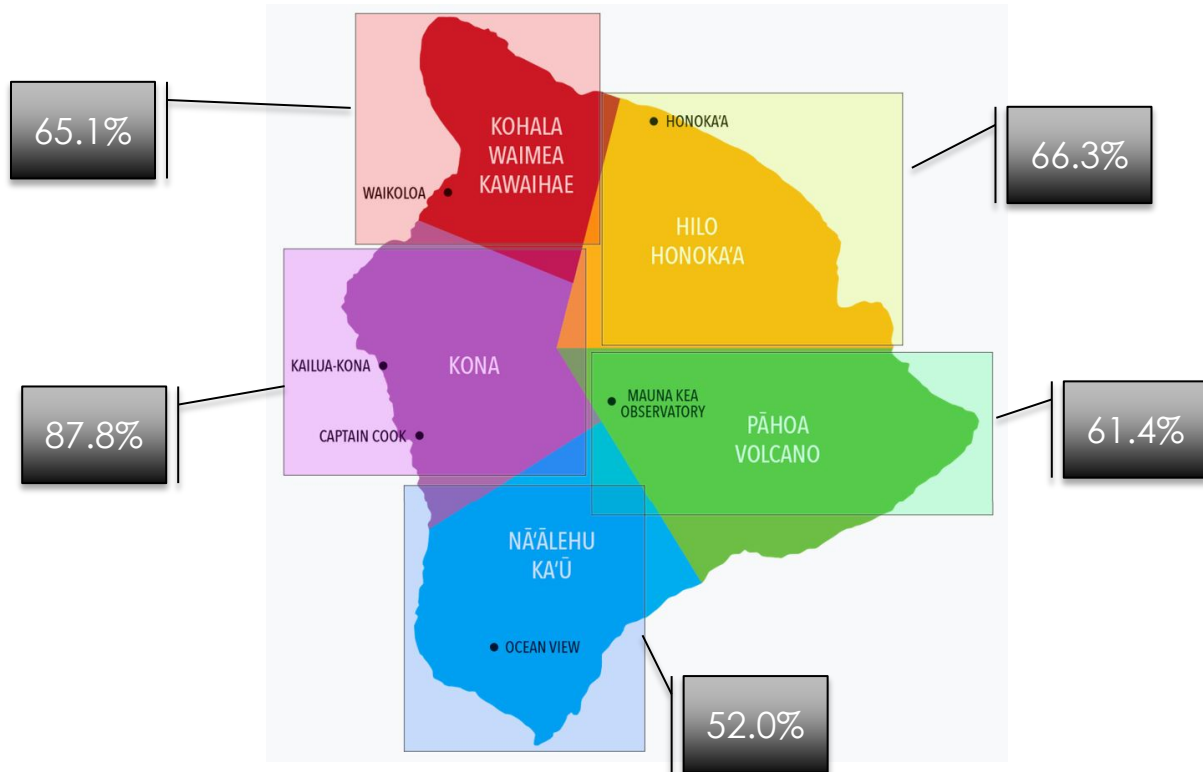 65.1%
KOHALA
WAIMEA
KAWAIHAE
WAIKOLOA
HONOKA‘A
66.3%
HILO
HONOKA‘A
87.8%
KAILUA-KONA
KONA
CAPTAIN COOK
MAUNA KEA
OBSERVATORY
PĀHOA
VOLCANO
61.4%
NĀ‘ĀLEHU
KA‘Ū
OCEAN VIEW
52.0%